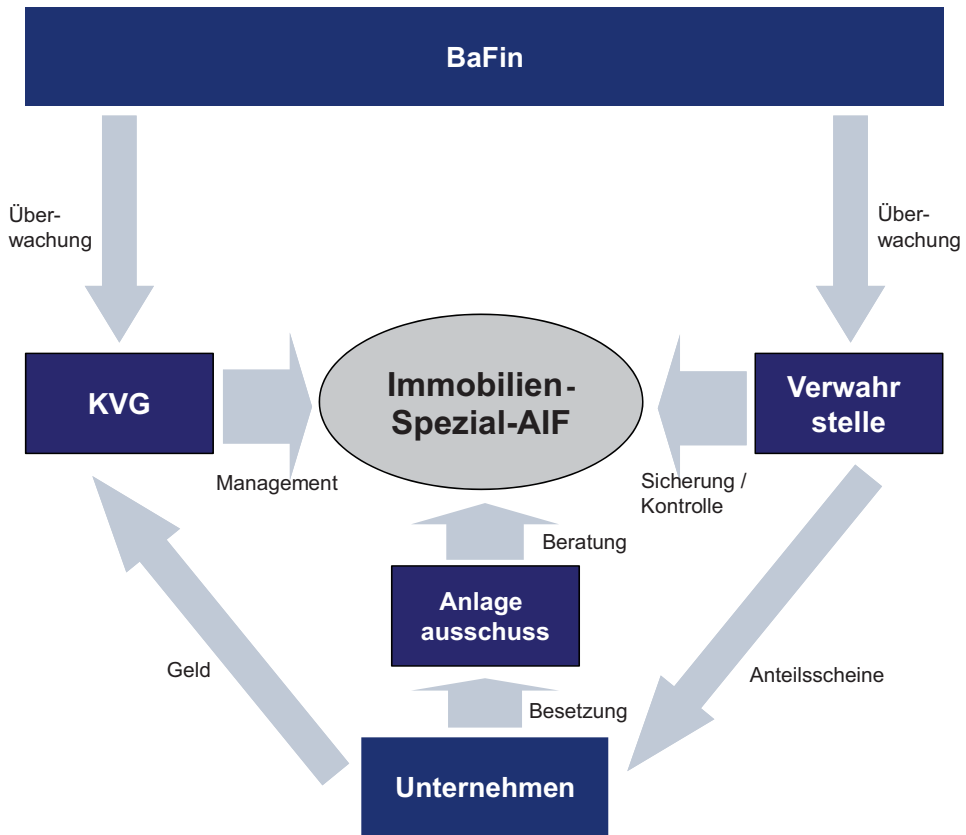 BaFin
Über-
wachung
Über-
wachung
KVG
Immobilien-
Spezial-AIF
Verwahr
stelle
Management
Sicherung /
Kontrolle
Beratung
Anlage
ausschuss
Geld
Anteilsscheine
Besetzung
Unternehmen